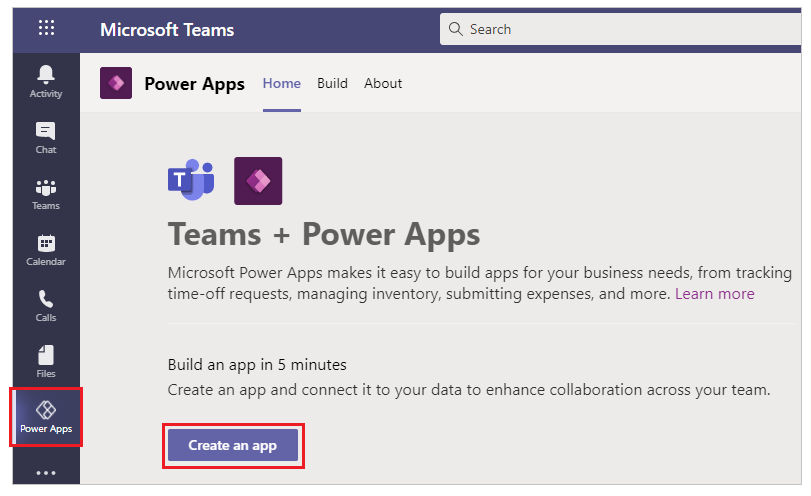 Microsoft Teams
Search
Activity
Chat
Teams
Calendar
Calls
Files
Power Apps
Power Apps
Home
Build
About
T
Teams + Power Apps
Microsoft Power Apps makes it easy to build apps for your business needs, from tracking
time-off requests, managing inventory, submitting expenses, and more. Learn more
Build an app in 5 minutes
Create an app and connect it to your data to enhance collaboration across your team.
Create an app